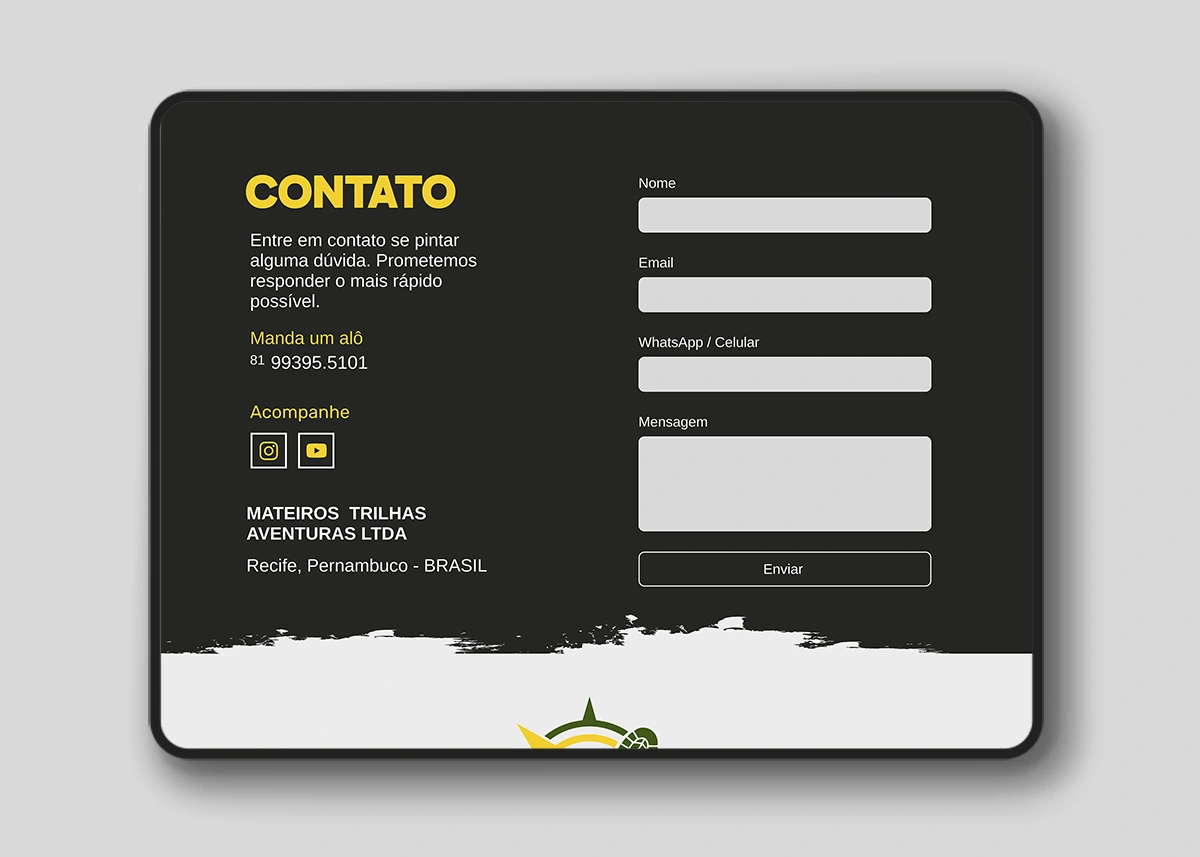 CONTATO
Entre em contato se pintar
alguma dúvida. Prometemos
responder o mais rápido
possível.
Manda um alô
81 99395.5101
Acompanhe
MATEIROS  TRILHAS
AVENTURAS LTDA
Recife, Pernambuco - BRASIL
Nome
Email
WhatsApp / Celular
Mensagem
Enviar